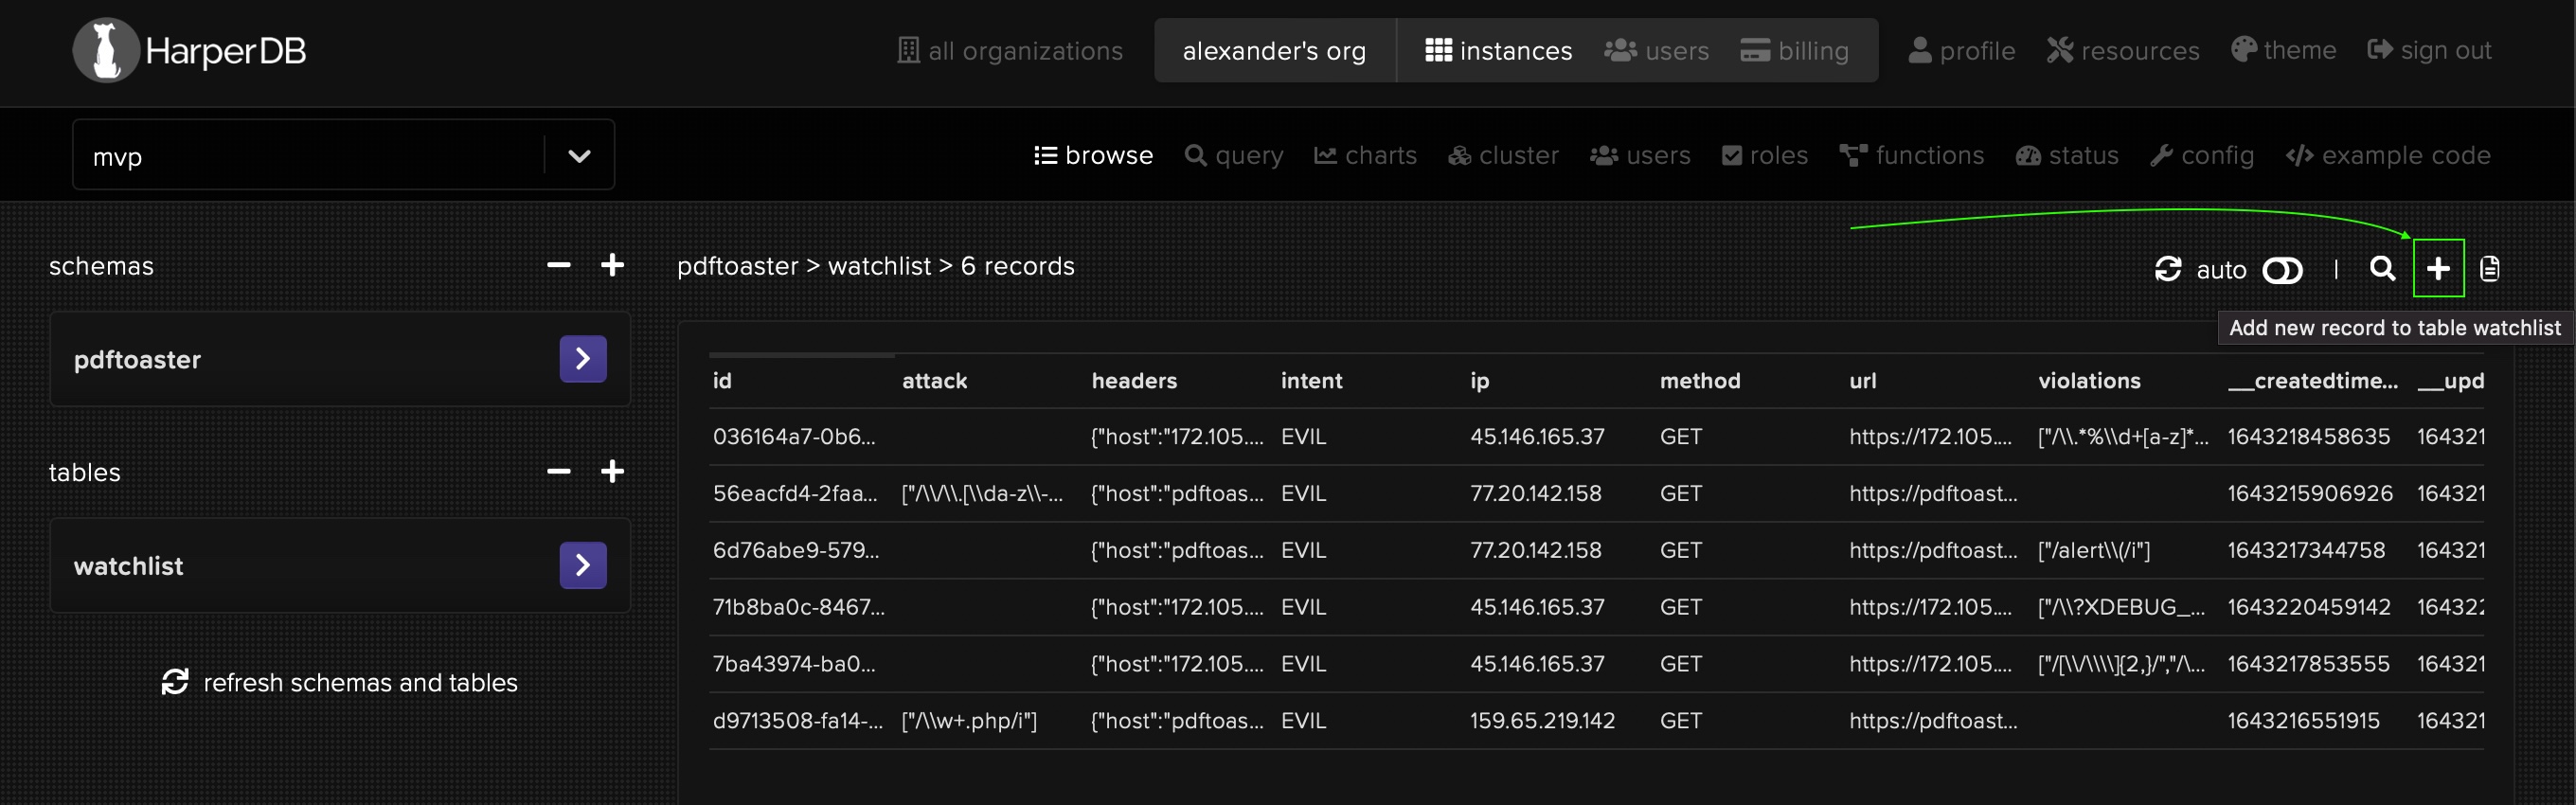 HarperDB
all organizations
alexander's org
instances
users
billing
profile
resources
theme
sign out
mvp
browse
query
charts
cluster
users
roles
functions
status
config
example code
schemas
pdftoaster
tables
watchlist
refresh schemas and tables
pdftoaster > watchlist > 6 records
auto
Add new record to table watchlist
id attack headers intent ip method url violations __createdtime... __upd
036164a7-0b6... {"host":"172.105.... EVIL 45.146.165.37 GET https://172.105.... ["/\\.*%\\d+[a-z]*... 1643218458635 164321
56eacfd4-2faa... ["/\\/\\.[\\da-z\\-... {"host":"pdftoas... EVIL 77.20.142.158 GET https://pdftoast... 1643215906926 164321
6d76abe9-579... {"host":"pdftoas... EVIL 77.20.142.158 GET https://pdftoast... ["/alert\\(/i"] 1643217344758 164321
71b8ba0c-8467... {"host":"172.105.... EVIL 45.146.165.37 GET https://172.105.... ["/\\?XDEBUG_... 1643220459142 164322
7ba43974-ba0... {"host":"172.105.... EVIL 45.146.165.37 GET https://172.105.... ["/[\\/\\\\]{2,}/","/\... 1643217853555 164321
d9713508-fa14-... ["/\\w+.php/i"] {"host":"pdftoas... EVIL 159.65.219.142 GET https://pdftoast... 1643216551915 164321